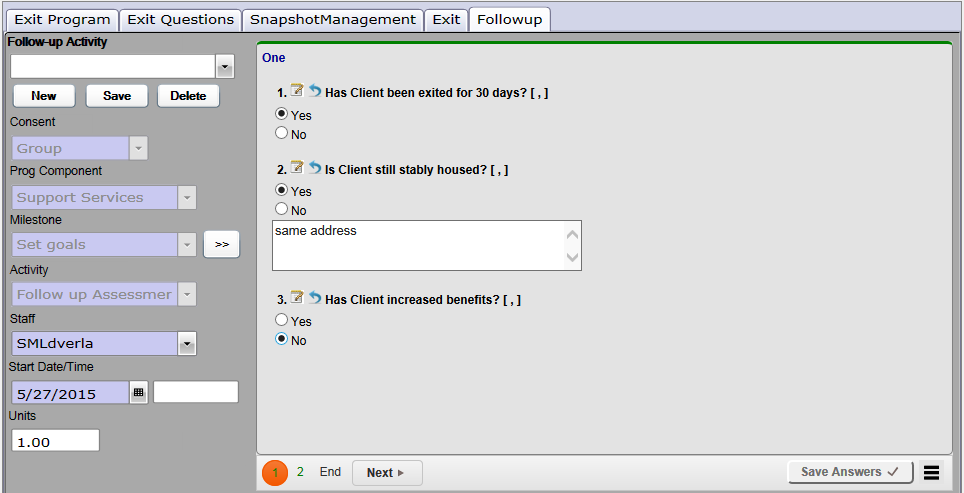 Exit Program Exit Questions SnapshotManagement Exit Followup
Follow-up Activity
New Save Delete
Consent
Group
Prog Component
Support Services
Milestone
Set goals >>
Activity
Follow up Assessmer
Staff
SMLdverla
Start Date/Time
5/27/2015
Units
1.00
One
1. Has Client been exited for 30 days? [ , ]
Yes
No
2. Is Client still stably housed? [ , ]
Yes
No
same address
3. Has Client increased benefits? [ , ]
Yes
No
1 2 End Next Save Answers